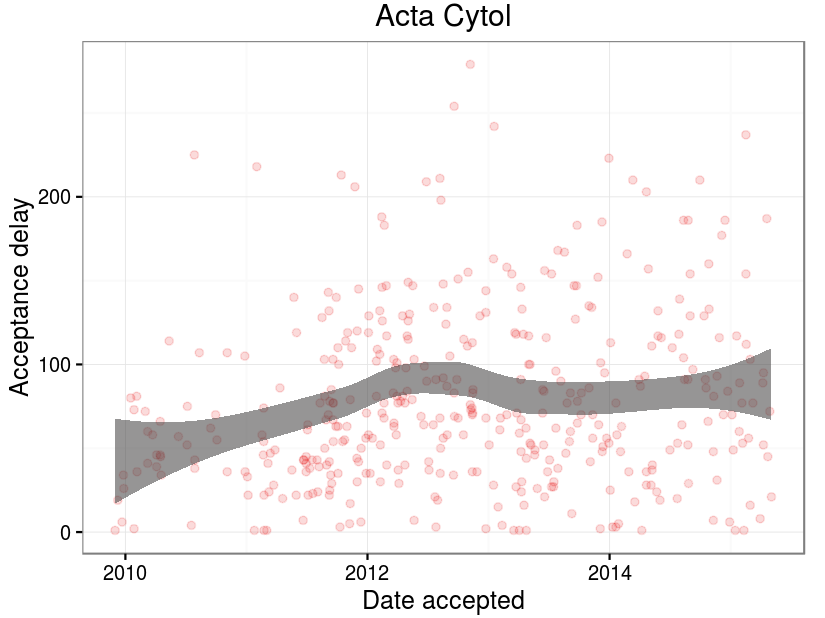 Acta Cytol
Acceptance delay
200
100
0
2010 2012 2014
Date accepted